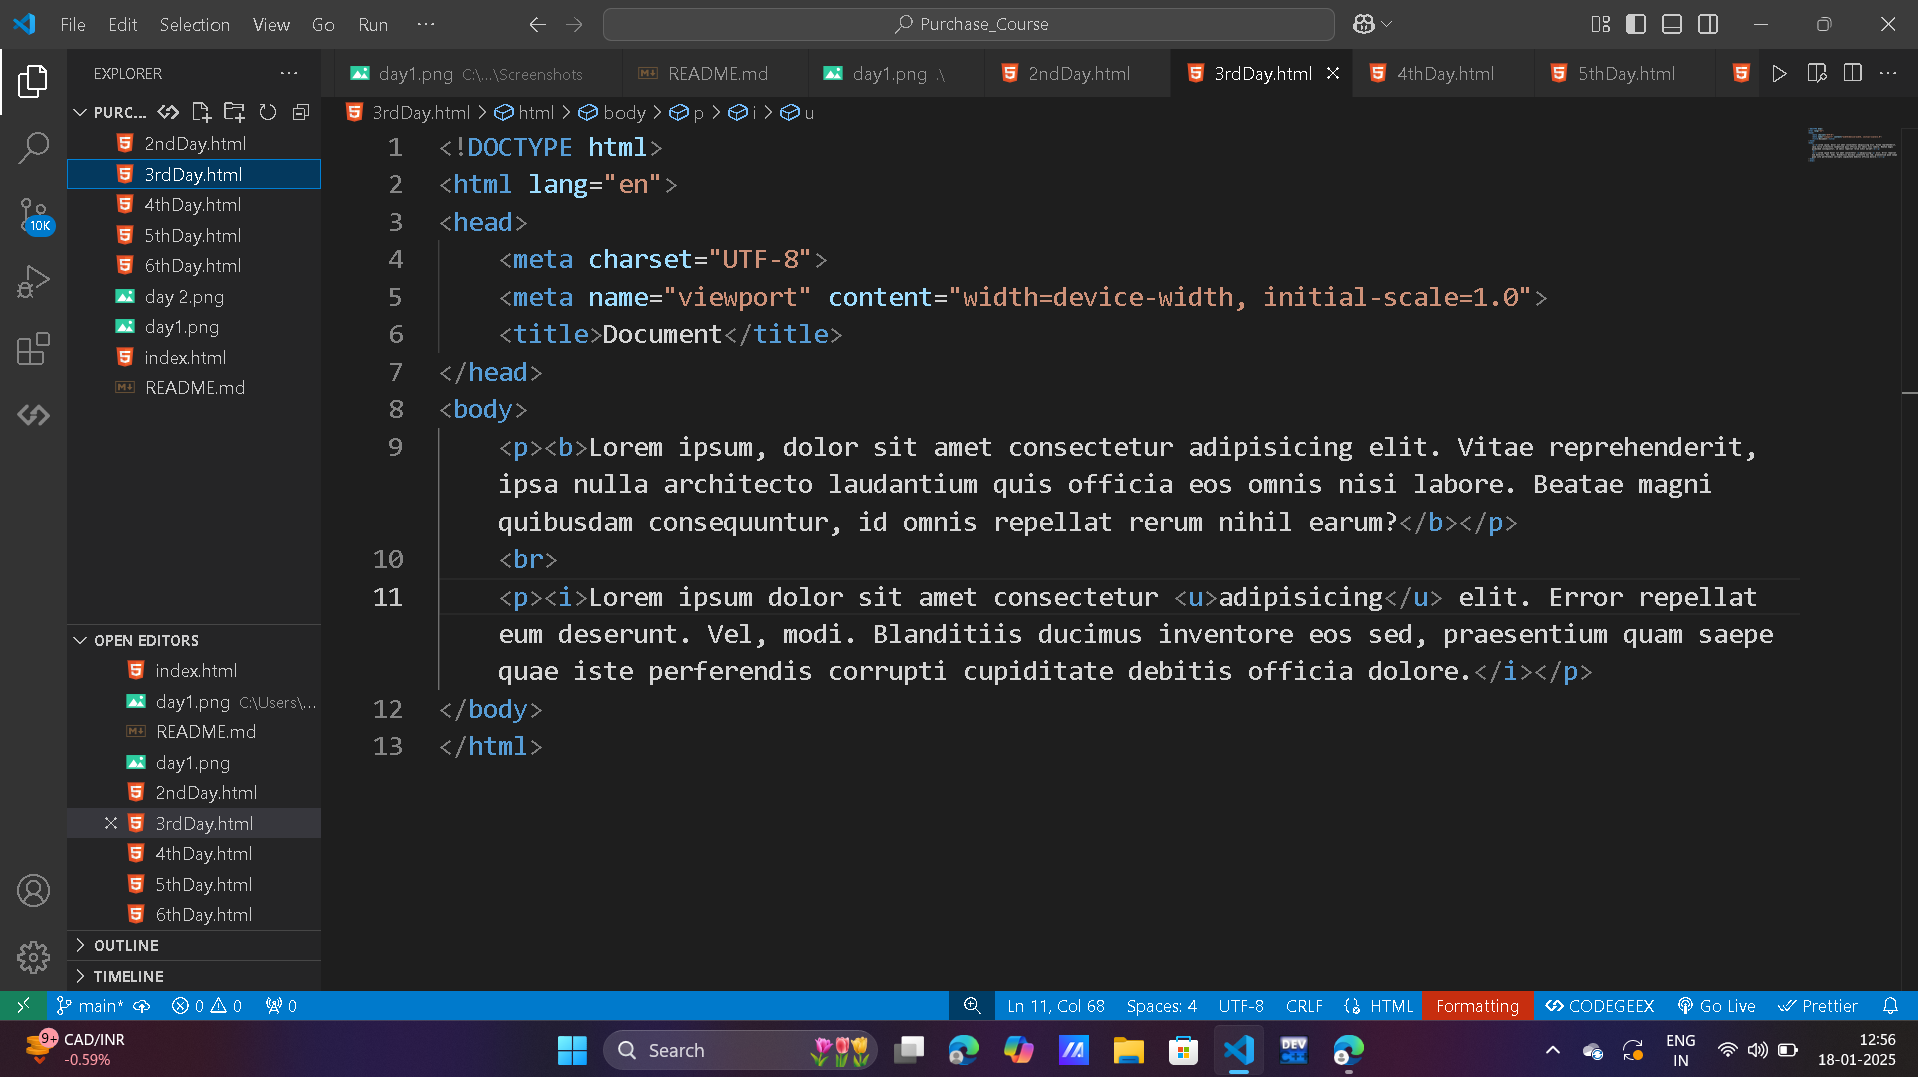 File Edit Selection View Go Run ···
Purchase_Course
EXPLORER
PURC...
2ndDay.html
3rdDay.html
4thDay.html
5thDay.html
6thDay.html
day 2.png
day1.png
index.html
README.md
10K
OPEN EDITORS
index.html
day1.png C:\Users\...
README.md
day1.png
2ndDay.html
3rdDay.html
4thDay.html
5thDay.html
6thDay.html
OUTLINE
TIMELINE
day1.png C:\...\Screenshots README.md day1.png .\ 2ndDay.html 3rdDay.html 4thDay.html 5thDay.html
3rdDay.html > html > body > p > i > u
1 <!DOCTYPE html>
2 <html lang="en">
3 <head>
4 <meta charset="UTF-8">
5 <meta name="viewport" content="width=device-width, initial-scale=1.0">
6 <title>Document</title>
7 </head>
8 <body>
9 <p><b>Lorem ipsum, dolor sit amet consectetur adipisicing elit. Vitae reprehenderit,
ipsa nulla architecto laudantium quis officia eos omnis nisi labore. Beatae magni
quibusdam consequuntur, id omnis repellat rerum nihil earum?</b></p>
10 <br>
11 <p><i>Lorem ipsum dolor sit amet consectetur <u>adipisicing</u> elit. Error repellat
eum deserunt. Vel, modi. Blanditiis ducimus inventore eos sed, praesentium quam saepe
quae iste perferendis corrupti cupiditate debitis officia dolore.</i></p>
12 </body>
13 </html>
main* 0 0 0 Ln 11, Col 68 Spaces: 4 UTF-8 CRLF HTML Formatting CODEGEEX Go Live Prettier
9+ CAD/INR
-0.59%
Search
DEV
ENG
IN
12:56
18-01-2025